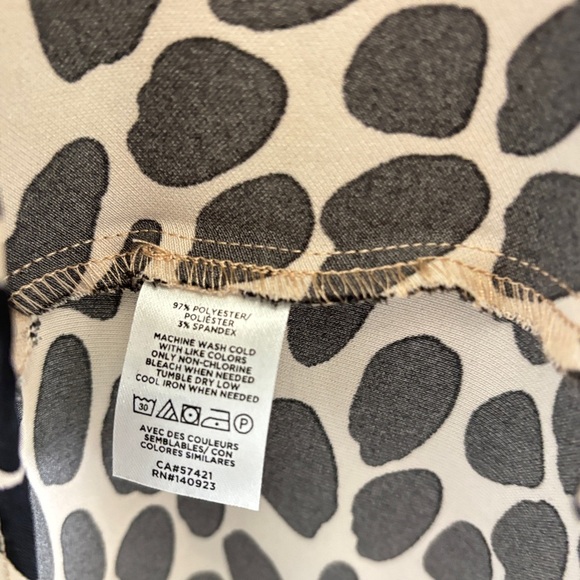 97% POLYESTER/
POLIÉSTER
3% SPANDEX
MACHINE WASH COLD
WITH LIKE COLORS
ONLY NON-CHLORINE
BLEACH WHEN NEEDED
TUMBLE DRY LOW
COOL IRON WHEN NEEDED
30 P
AVEC DES COULEURS
SEMBLABLES/ CON
COLORES SIMILARES
CA#57421
RN#140923